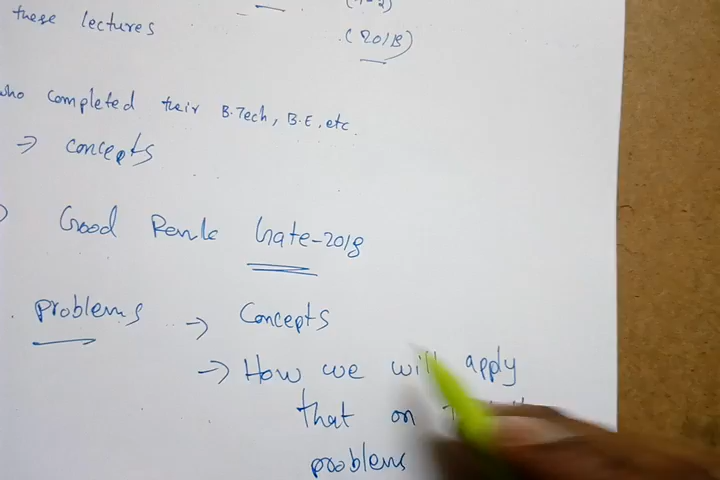 these lectures
(2018)
who completed their B.Tech, B.E, etc.
→ concepts
Good Rank Gate-2018
problems → Concepts
→ How we will apply
that on
problems